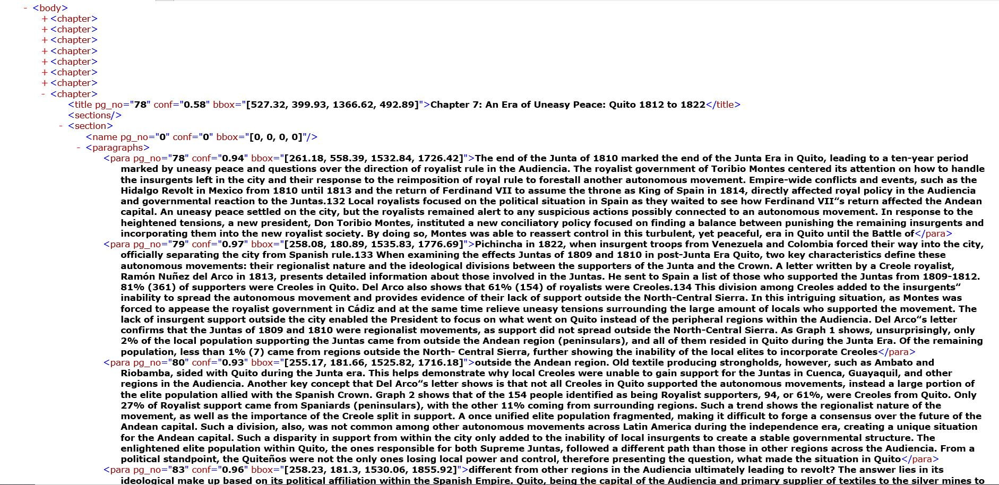 - <body>
+ <chapter>
+ <chapter>
+ <chapter>
+ <chapter>
+ <chapter>
+ <chapter>
+ <chapter>
- <chapter>
<title pg_no="78" conf="0.58" bbox="[527.32, 399.93, 1366.62, 492.89]">Chapter 7: An Era of Uneasy Peace: Quito 1812 to 1822</title>
<sections/>
- <section>
<name pg_no="0" conf="0" bbox="[0, 0, 0, 0]"/>
- <paragraphs>
<para pg_no="78" conf="0.94" bbox="[261.18, 558.39, 1532.84, 1726.42]">The end of the Junta of 1810 marked the end of the Junta Era in Quito, leading to a ten-year period
marked by uneasy peace and questions over the direction of royalist rule in the Audiencia. The royalist government of Toribio Montes centered its attention on how to handle
the insurgents left in the city and their response to the reimposition of royal rule to forestall another autonomous movement. Empire-wide conflicts and events, such as the
Hidalgo Revolt in Mexico from 1810 until 1813 and the return of Ferdinand VII to assume the throne as King of Spain in 1814, directly affected royal policy in the Audiencia
and governmental reaction to the Juntas.132 Local royalists focused on the political situation in Spain as they waited to see how Ferdinand VII“s return affected the Andean
capital. An uneasy peace settled on the city, but the royalists remained alert to any suspicious actions possibly connected to an autonomous movement. In response to the
heightened tensions, a new president, Don Toribio Montes, instituted a new conciliatory policy focused on finding a balance between punishing the remaining insurgents and
incorporating them into the new royalist society. By doing so, Montes was able to reassert control in this turbulent, yet peaceful, era in Quito until the Battle of</para>
<para pg_no="79" conf="0.97" bbox="[258.08, 180.89, 1535.83, 1776.69]">Pichincha in 1822, when insurgent troops from Venezuela and Colombia forced their way into the city,
officially separating the city from Spanish rule.133 When examining the effects Juntas of 1809 and 1810 in post-Junta Era Quito, two key characteristics define these
autonomous movements: their regionalist nature and the ideological divisions between the supporters of the Junta and the Crown. A letter written by a Creole royalist,
Ramón Nuñez del Arco in 1813, presents detailed information about those involved in the Juntas. He sent to Spain a list of those who supported the Juntas from 1809-1812.
81% (361) of supporters were Creoles in Quito. Del Arco also shows that 61% (154) of royalists were Creoles.134 This division among Creoles added to the insurgents“
inability to spread the autonomous movement and provides evidence of their lack of support outside the North-Central Sierra. In this intriguing situation, as Montes was
forced to appease the royalist government in Cádiz and at the same time relieve uneasy tensions surrounding the large amount of locals who supported the movement. The
lack of insurgent support outside the city enabled the President to focus on what went on Quito instead of the peripheral regions within the Audiencia. Del Arco“s letter
confirms that the Juntas of 1809 and 1810 were regionalist movements, as support did not spread outside the North-Central Sierra. As Graph 1 shows, unsurprisingly, only
2% of the local population supporting the Juntas came from outside the Andean region (peninsulars), and all of them resided in Quito during the Junta Era. Of the remaining
population, less than 1% (7) came from regions outside the North- Central Sierra, further showing the inability of the local elites to incorporate Creoles</para>
<para pg_no="80" conf="0.93" bbox="[255.17, 181.66, 1525.82, 1716.18]">outside the Andean region. Old textile producing strongholds, however, such as Ambato and
Riobamba, sided with Quito during the Junta era. This helps demonstrate why local Creoles were unable to gain support for the Juntas in Cuenca, Guayaquil, and other
regions in the Audiencia. Another key concept that Del Arco“s letter shows is that not all Creoles in Quito supported the autonomous movements, instead a large portion of
the elite population allied with the Spanish Crown. Graph 2 shows that of the 154 people identified as being Royalist supporters, 94, or 61%, were Creoles from Quito. Only
27% of Royalist support came from Spaniards (peninsulars), with the other 11% coming from surrounding regions. Such a trend shows the regionalist nature of the
movement, as well as the importance of the Creole split in support. A once unified elite population fragmented, making it difficult to forge a consensus over the future of the
Andean capital. Such a division, also, was not common among other autonomous movements across Latin America during the independence era, creating a unique situation
for the Andean capital. Such a disparity in support from within the city only added to the inability of local insurgents to create a stable governmental structure. The
enlightened elite population within Quito, the ones responsible for both Supreme Juntas, followed a different path than those in other regions across the Audiencia. From a
political standpoint, the Quiteños were not the only ones losing local power and control, therefore presenting the question, what made the situation in Quito</para>
<para pg_no="83" conf="0.96" bbox="[258.23, 181.3, 1530.06, 1855.92]">different from other regions in the Audiencia ultimately leading to revolt? The answer lies in its
ideological make up based on its political affiliation within the Spanish Empire. Quito, being the capital of the Audiencia and primary supplier of textiles to the silver mines to